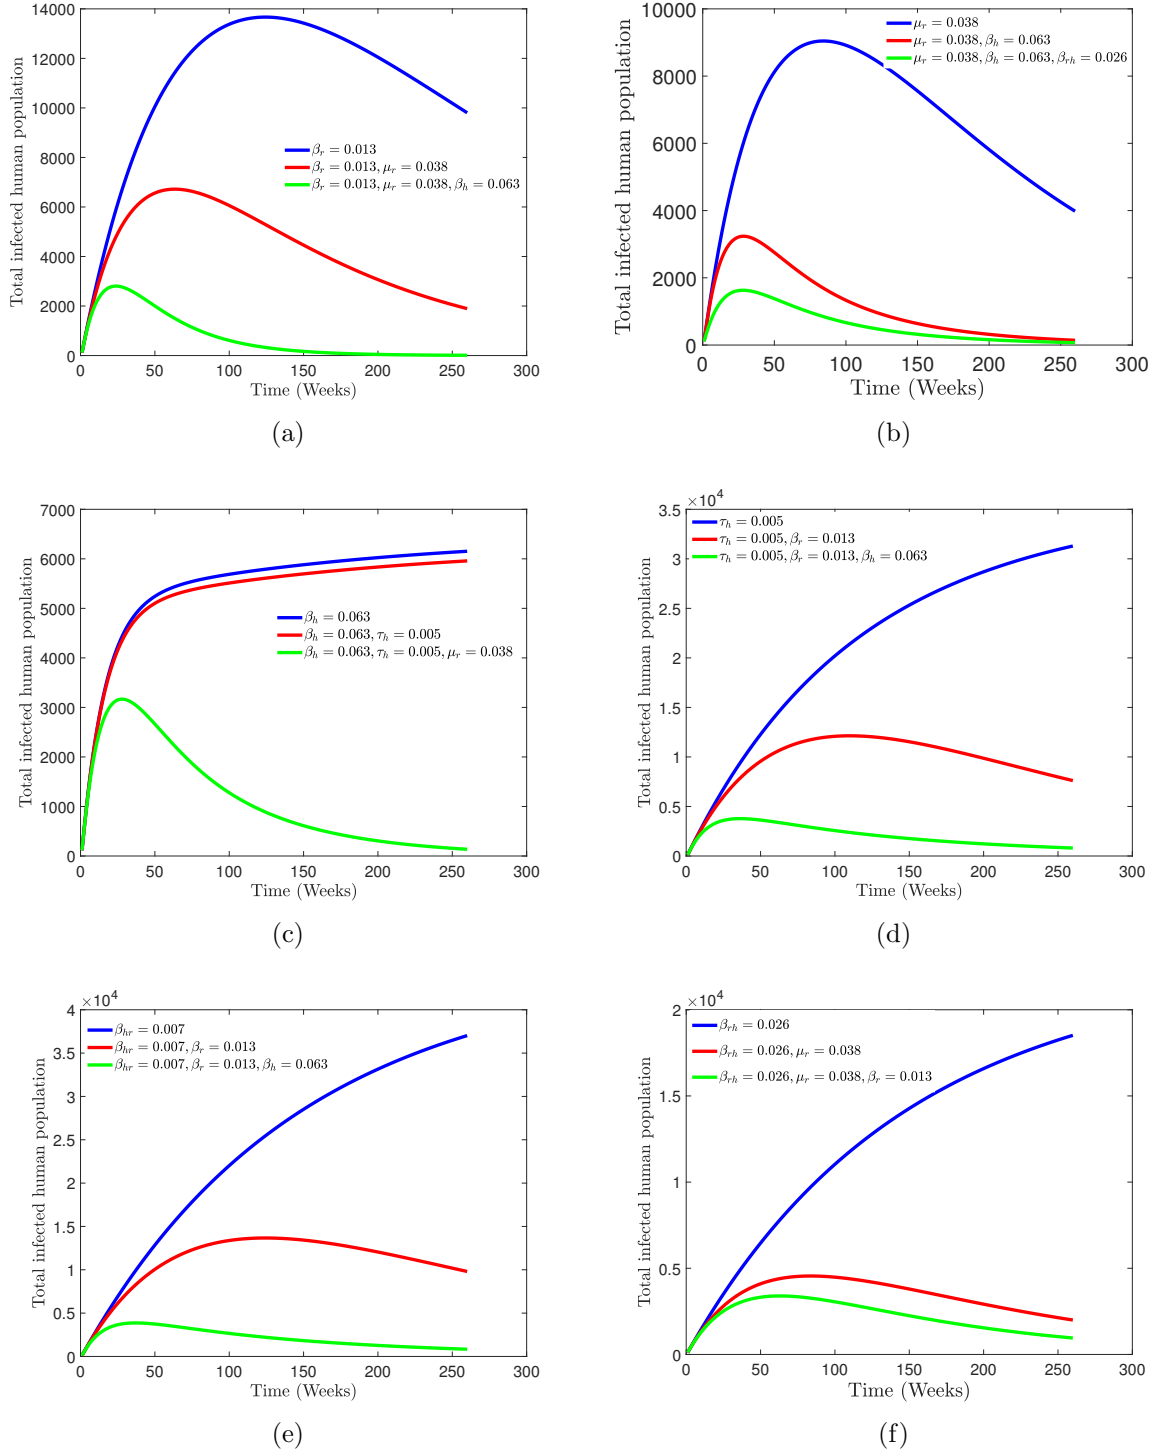 14000
12000
10000
8000
6000
4000
2000
0
0 50 100 150 200 250 300
Total infected human population
Time (Weeks)
β_r = 0.013
β_r = 0.013, μ_r = 0.038
β_r = 0.013, μ_r = 0.038, β_h = 0.063
(a)
10000
8000
6000
4000
2000
0
0 50 100 150 200 250 300
Total infected human population
Time (Weeks)
μ_r = 0.038
μ_r = 0.038, β_h = 0.063
μ_r = 0.038, β_h = 0.063, β_rh = 0.026
(b)
7000
6000
5000
4000
3000
2000
1000
0
0 50 100 150 200 250 300
Total infected human population
Time (Weeks)
β_h = 0.063
β_h = 0.063, τ_h = 0.005
β_h = 0.063, τ_h = 0.005, μ_r = 0.038
(c)
×10^4
3.5
3
2.5
2
1.5
1
0.5
0
0 50 100 150 200 250 300
Total infected human population
Time (Weeks)
τ_h = 0.005
τ_h = 0.005, β_r = 0.013
τ_h = 0.005, β_r = 0.013, β_h = 0.063
(d)
×10^4
4
3.5
3
2.5
2
1.5
1
0.5
0
0 50 100 150 200 250 300
Total infected human population
Time (Weeks)
β_hr = 0.007
β_hr = 0.007, β_r = 0.013
β_hr = 0.007, β_r = 0.013, β_h = 0.063
(e)
×10^4
2
1.5
1
0.5
0
0 50 100 150 200 250 300
Total infected human population
Time (Weeks)
β_rh = 0.026
β_rh = 0.026, μ_r = 0.038
β_rh = 0.026, μ_r = 0.038, β_r = 0.013
(f)